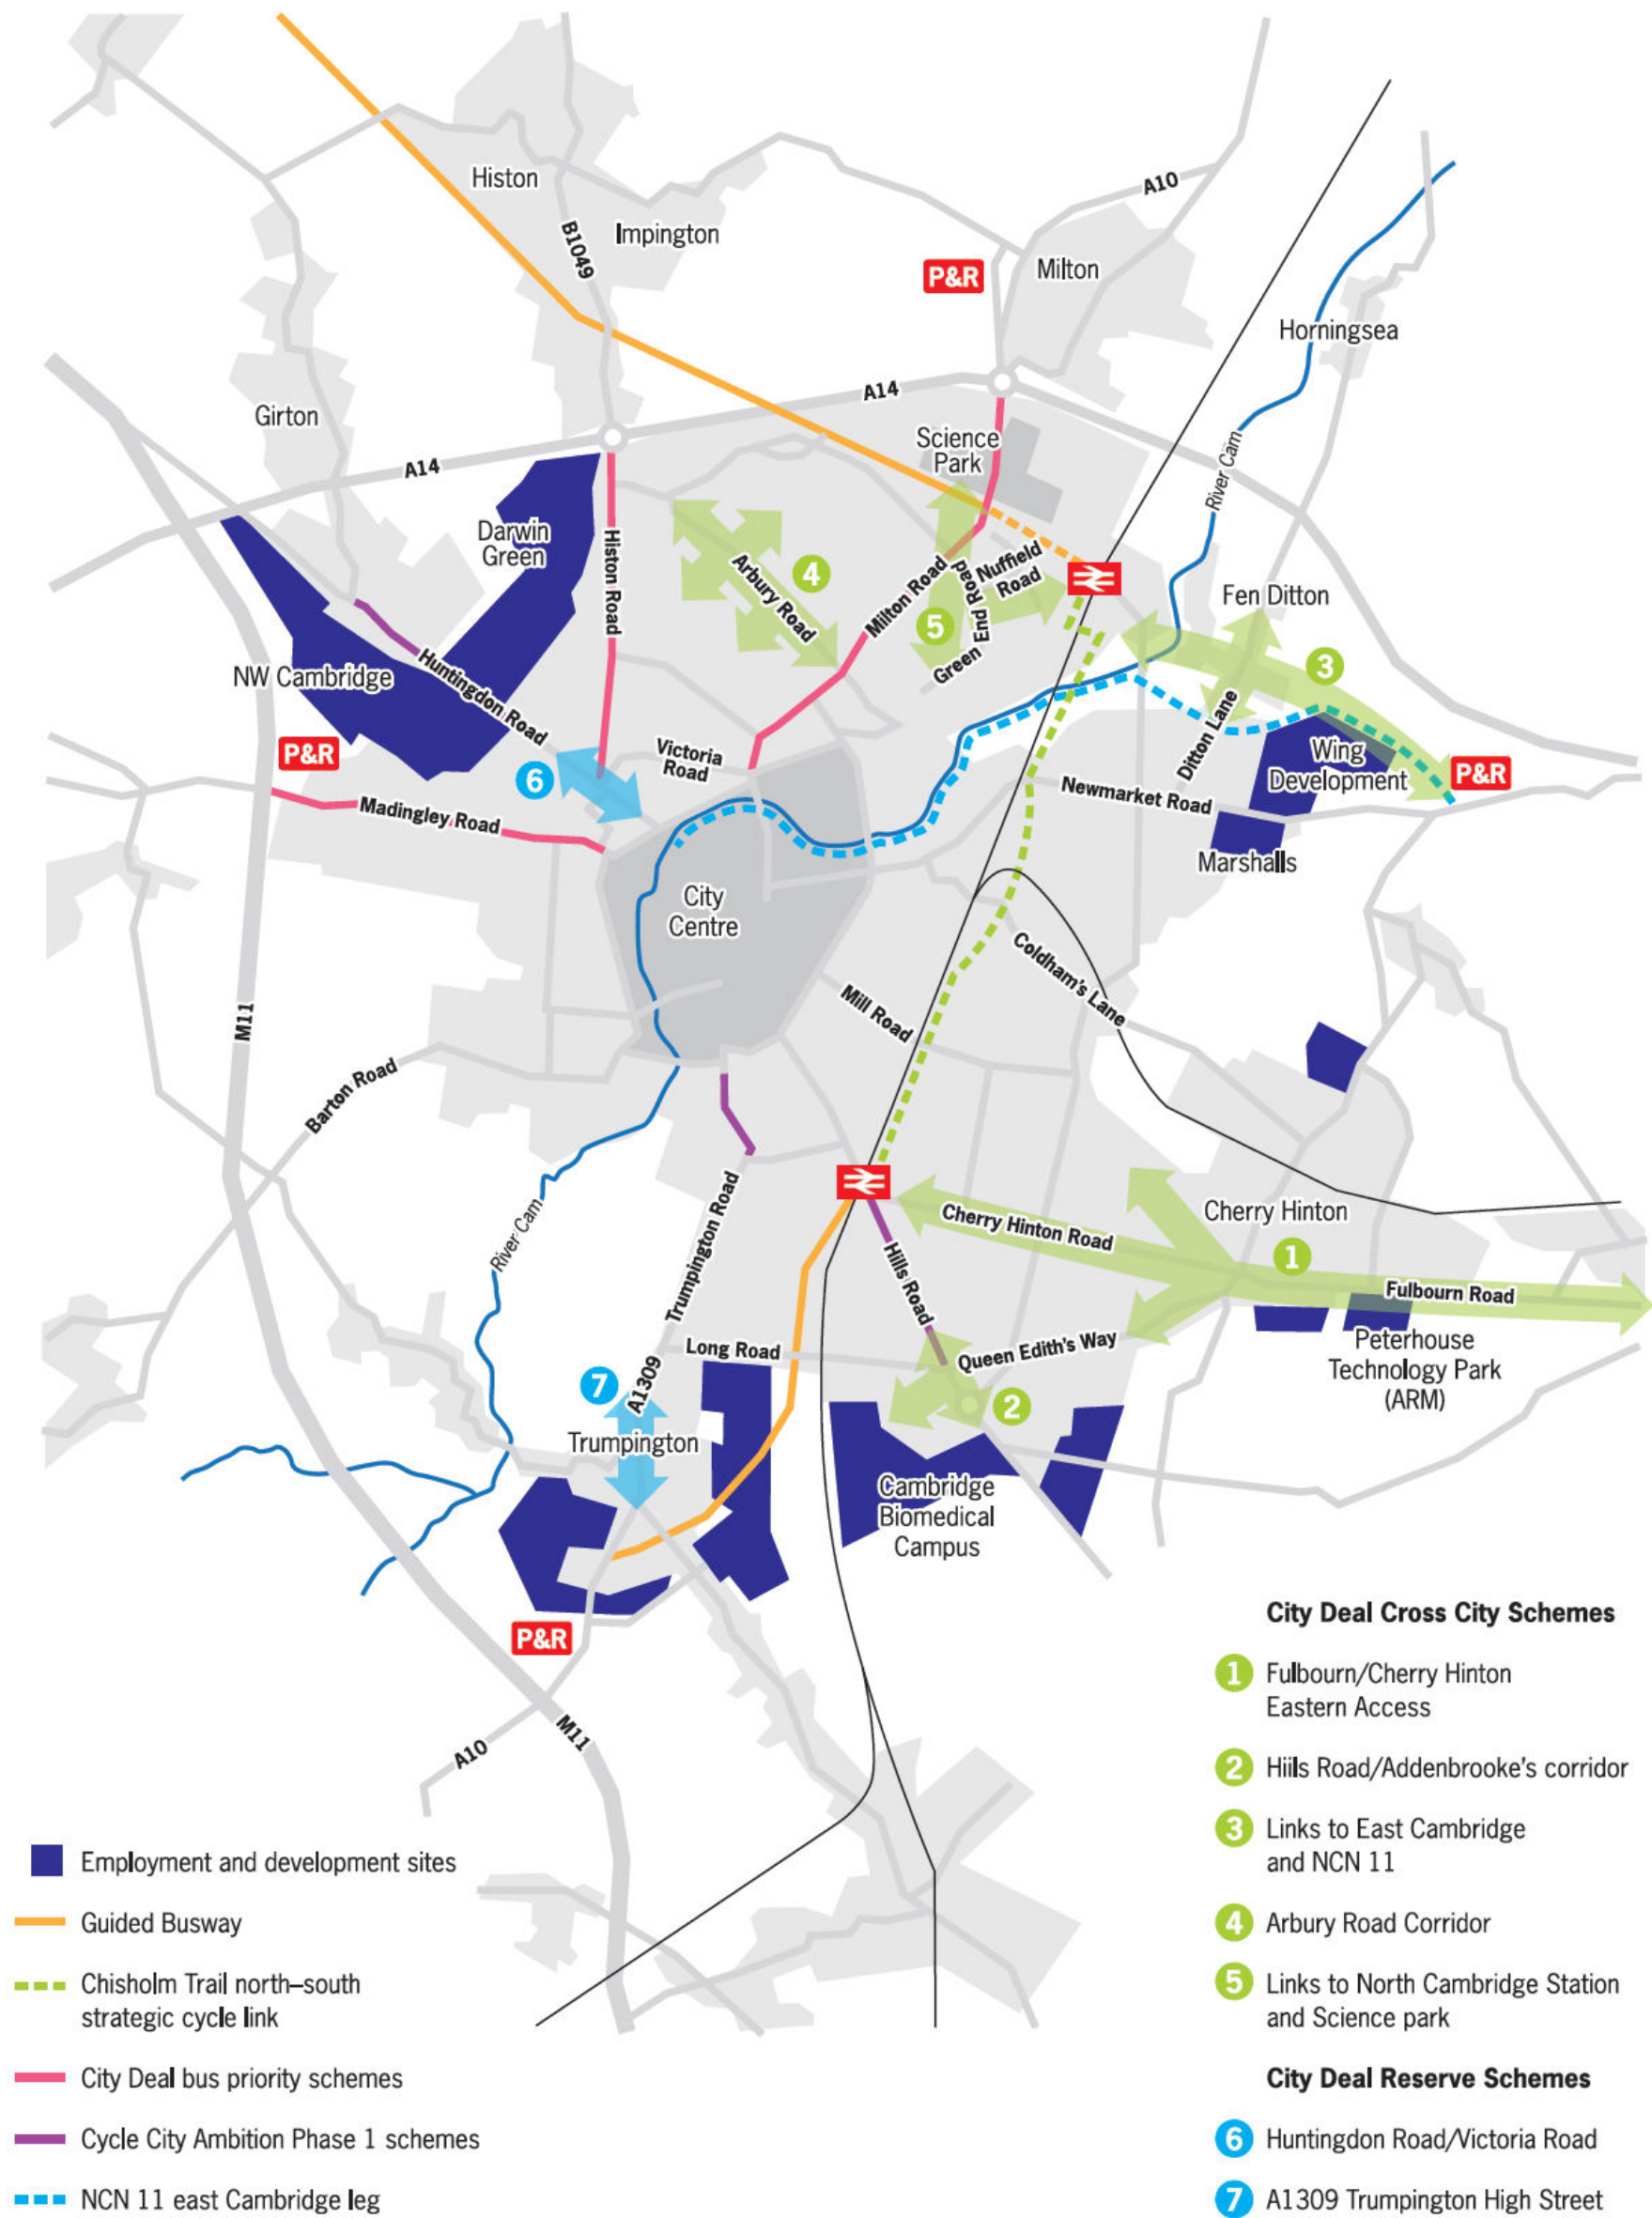 Histon
Impington
B1049
A10
P&R
Milton
Horningsea
Girton
A14
A14
Science
Park
River Cam
Darwin
Green
Histon Road
Arbury Road
4
Milton Road
Nuffield
Road
5
Green End Road
Fen Ditton
3
NW Cambridge
Huntingdon Road
P&R
6
Victoria
Road
Ditton Lane
Wing
Development
P&R
Madingley Road
Newmarket Road
Marshalls
City
Centre
Coldham's Lane
Mill Road
M11
Barton Road
River Cam
Trumpington Road
Cherry Hinton Road
Cherry Hinton
1
Fulbourn Road
Hills Road
Peterhouse
Technology Park
(ARM)
Long Road
Queen Edith's Way
7
A1309
2
Trumpington
Cambridge
Biomedical
Campus
P&R
A10
M11
Employment and development sites
Guided Busway
Chisholm Trail north–south
strategic cycle link
City Deal bus priority schemes
Cycle City Ambition Phase 1 schemes
NCN 11 east Cambridge leg
City Deal Cross City Schemes
1 Fulbourn/Cherry Hinton
Eastern Access
2 Hiils Road/Addenbrooke's corridor
3 Links to East Cambridge
and NCN 11
4 Arbury Road Corridor
5 Links to North Cambridge Station
and Science park
City Deal Reserve Schemes
6 Huntingdon Road/Victoria Road
7 A1309 Trumpington High Street